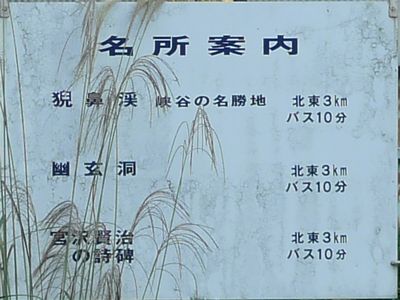 名所案内
猊鼻渓 峡谷の名勝地 北東3km
バス10分
幽玄洞 北東3km
バス10分
宮沢賢治 北東3km
の詩碑 バス10分